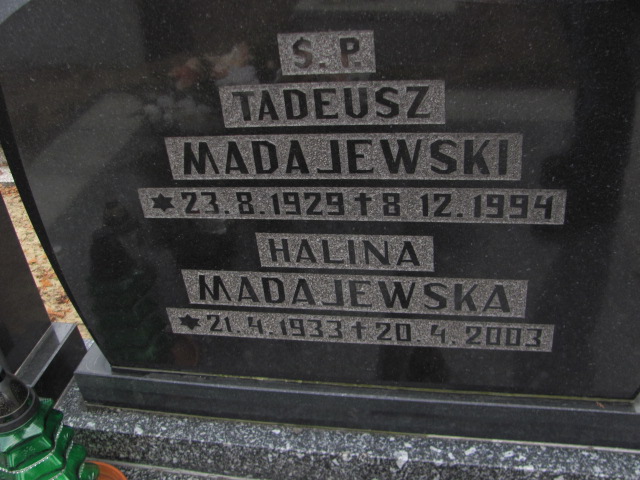 Ś.P.
TADEUSZ
MADAJEWSKI
★ 23.8.1929 † 8 12.1994
HALINA
MADAJEWSKA
★ 21.4.1933 † 20.4.2003